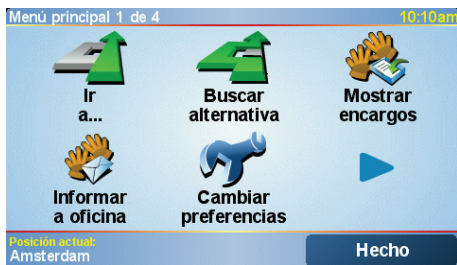 Menú principal 1 de 4
10:10am
Ir
a...
Buscar
alternativa
Mostrar
encargos
Informar
a oficina
Cambiar
preferencias
Posición actual:
Amsterdam
Hecho